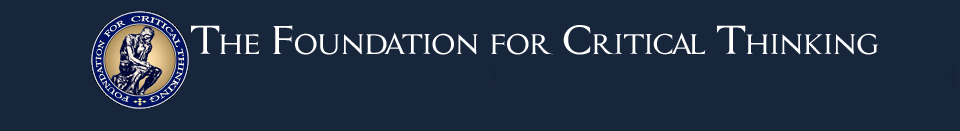 FOUNDATION FOR CRITICAL THINKING
THE FOUNDATION FOR CRITICAL THINKING